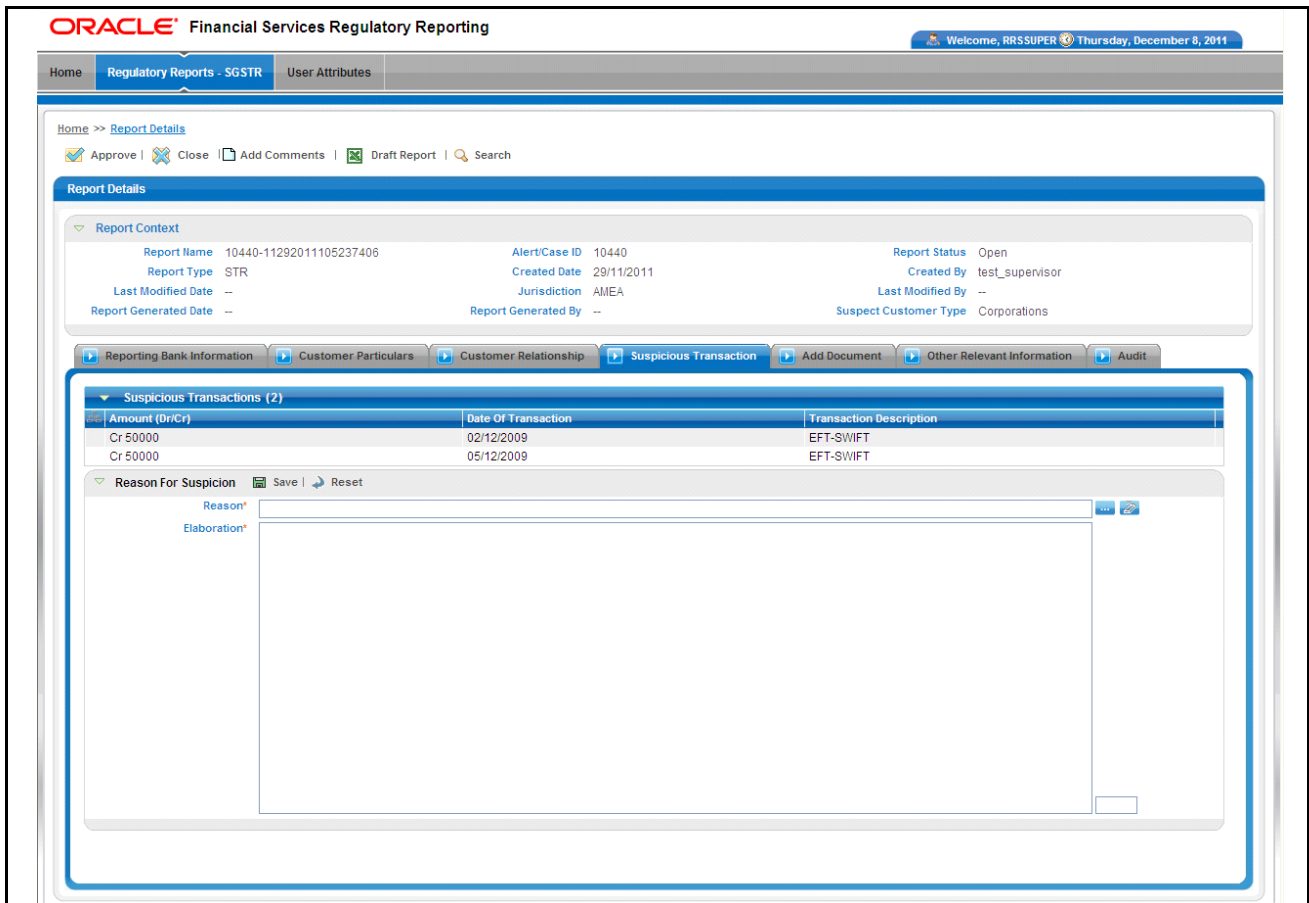 ORACLE® Financial Services Regulatory Reporting
Welcome, RRSSUPER Thursday, December 8, 2011
Home Regulatory Reports - SGSTR User Attributes
Home >> Report Details
Approve | Close | Add Comments | Draft Report | Search
Report Details
Report Context
Report Name 10440-11292011105237406 Alert/Case ID 10440 Report Status Open
Report Type STR Created Date 29/11/2011 Created By test_supervisor
Last Modified Date -- Jurisdiction AMEA Last Modified By --
Report Generated Date -- Report Generated By -- Suspect Customer Type Corporations
Reporting Bank Information Customer Particulars Customer Relationship Suspicious Transaction Add Document Other Relevant Information Audit
Suspicious Transactions (2)
Amount (Dr/Cr) Date Of Transaction Transaction Description
Cr 50000 02/12/2009 EFT-SWIFT
Cr 50000 05/12/2009 EFT-SWIFT
Reason For Suspicion Save | Reset
Reason*
...
Elaboration*